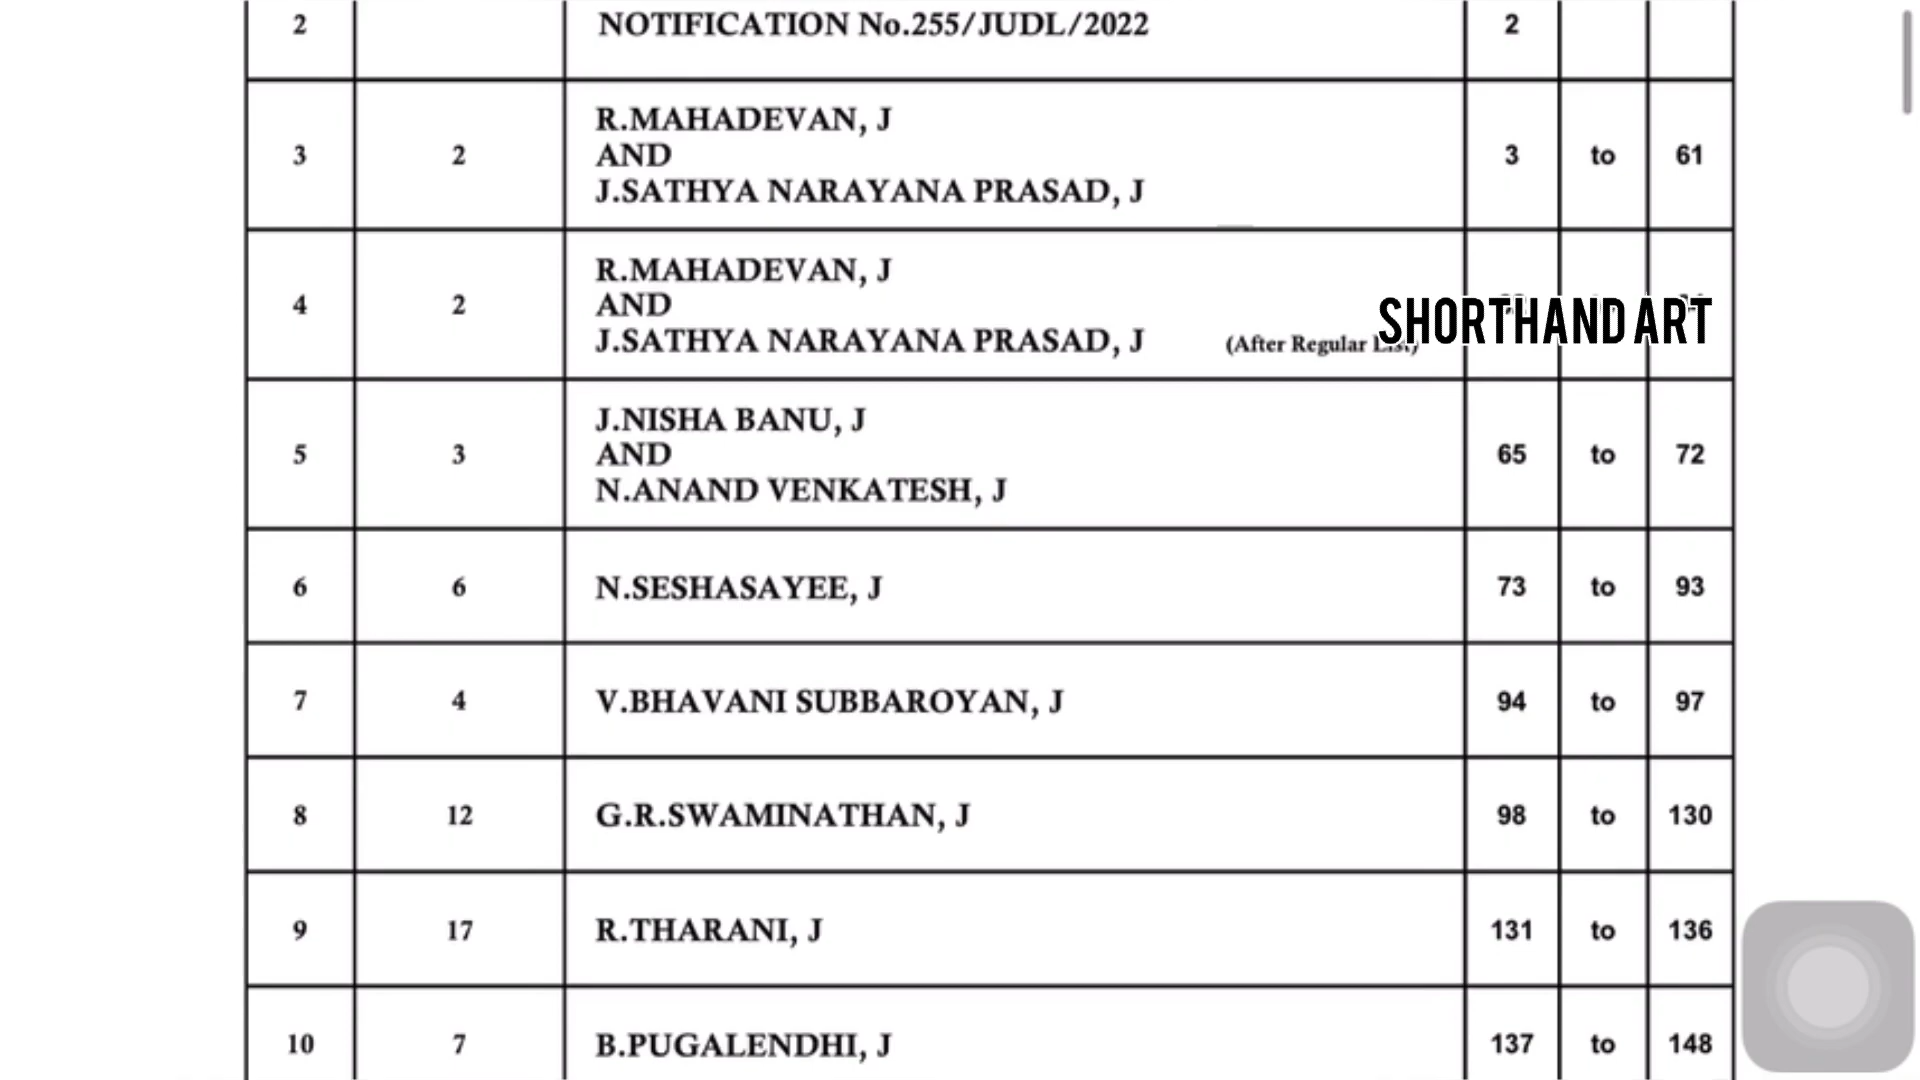 2 NOTIFICATION No.255/JUDL/2022 2
R.MAHADEVAN, J
3 2 AND 3 to 61
J.SATHYA NARAYANA PRASAD, J
R.MAHADEVAN, J
4 2 AND
SHORTHAND ART
J.SATHYA NARAYANA PRASAD, J (After Regular
J.NISHA BANU, J
5 3 AND 65 to 72
N.ANAND VENKATESH, J
6 6 N.SESHASAYEE, J 73 to 93
7 4 V.BHAVANI SUBBAROYAN, J 94 to 97
8 12 G.R.SWAMINATHAN, J 98 to 130
9 17 R.THARANI, J 131 to 136
10 7 B.PUGALENDHI, J 137 to 148